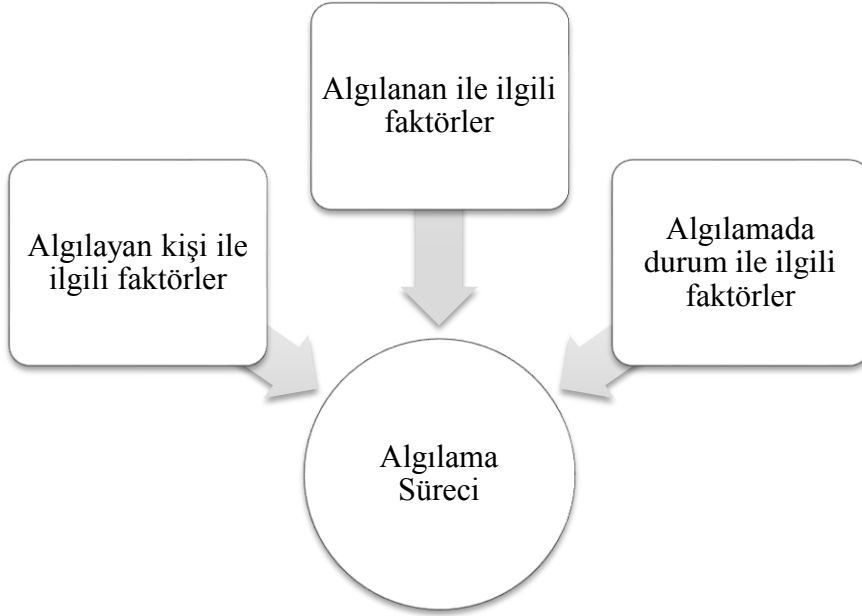 Algılanan ile ilgili
faktörler
Algılayan kişi ile
ilgili faktörler
Algılamada
durum ile ilgili
faktörler
Algılama
Süreci